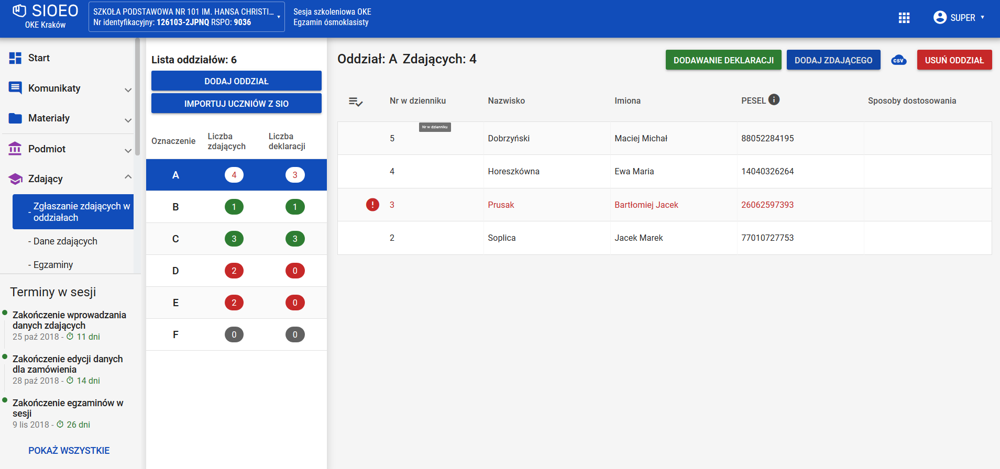 SIOEO
OKE Kraków
SZKOŁA PODSTAWOWA NR 101 IM. HANSA CHRISTI...
Nr identyfikacyjny: 126103-2JPNQ RSPO: 9036
Sesja szkoleniowa OKE
Egzamin ósmoklasisty
SUPER
Start
Komunikaty
Materiały
Podmiot
Zdający
- Zgłaszanie zdających w
oddziałach
- Dane zdających
- Egzaminy
Terminy w sesji
Zakończenie wprowadzania
danych zdających
25 paź 2018 - 11 dni
Zakończenie edycji danych
dla zamówienia
28 paź 2018 - 14 dni
Zakończenie egzaminów w
sesji
9 lis 2018 - 26 dni
POKAŻ WSZYSTKIE
Lista oddziałów: 6
DODAJ ODDZIAŁ
IMPORTUJ UCZNIÓW Z SIO
Oznaczenie Liczba zdających Liczba deklaracji
A 4 3
B 1 1
C 3 3
D 2 0
E 2 0
F 0 0
Oddział: A Zdających: 4
DODAWANIE DEKLARACJI
DODAJ ZDAJĄCEGO
CSV
USUŃ ODDZIAŁ
Nr w dzienniku Nazwisko Imiona PESEL i Sposoby dostosowania
Nr w dzienniku
5 Dobrzyński Maciej Michał 88052284195
4 Horeszkówna Ewa Maria 14040326264
! 3 Prusak Bartłomiej Jacek 26062597393
2 Soplica Jacek Marek 77010727753